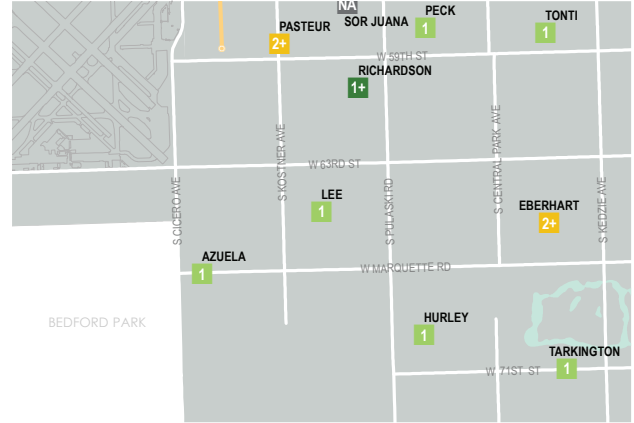 NA
PECK
1
TONTI
1
SOR JUANA
PASTEUR
2+
W 59TH ST
RICHARDSON
1+
S KOSTNER AVE
S CENTRAL PARK AVE
W 63RD ST
S CICERO AVE
S PULASKI RD
S KEDZIE AVE
LEE
1
EBERHART
2+
AZUELA
1
W MARQUETTE RD
BEDFORD PARK
HURLEY
1
TARKINGTON
1
W 71ST ST